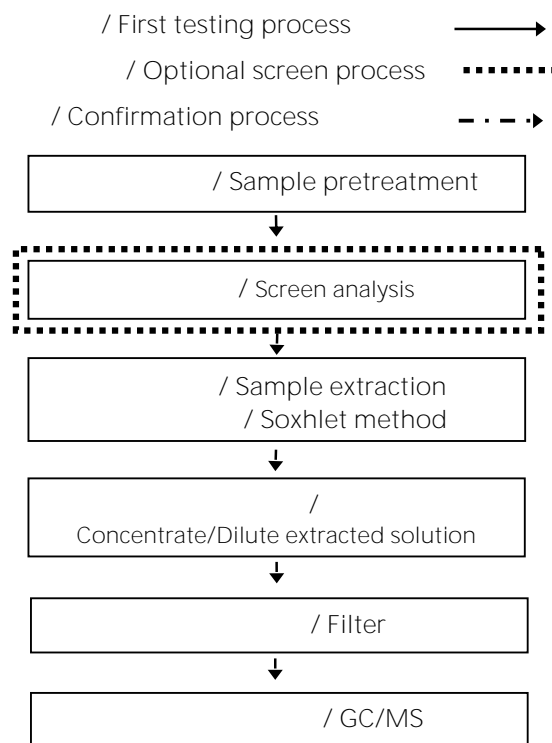 / First testing process
/ Optional screen process
/ Confirmation process
/ Sample pretreatment
/ Screen analysis
/ Sample extraction
/ Soxhlet method
/
Concentrate/Dilute extracted solution
/ Filter
/ GC/MS